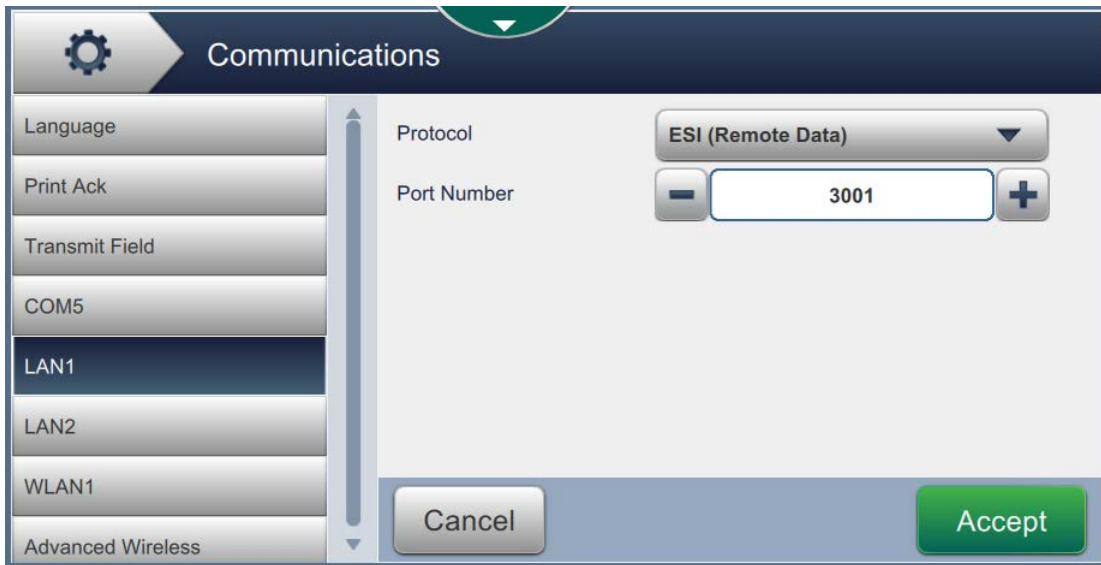 Communications
Language
Print Ack
Transmit Field
COM5
LAN1
LAN2
WLAN1
Advanced Wireless
Protocol
ESI (Remote Data)
Port Number
3001
Cancel
Accept